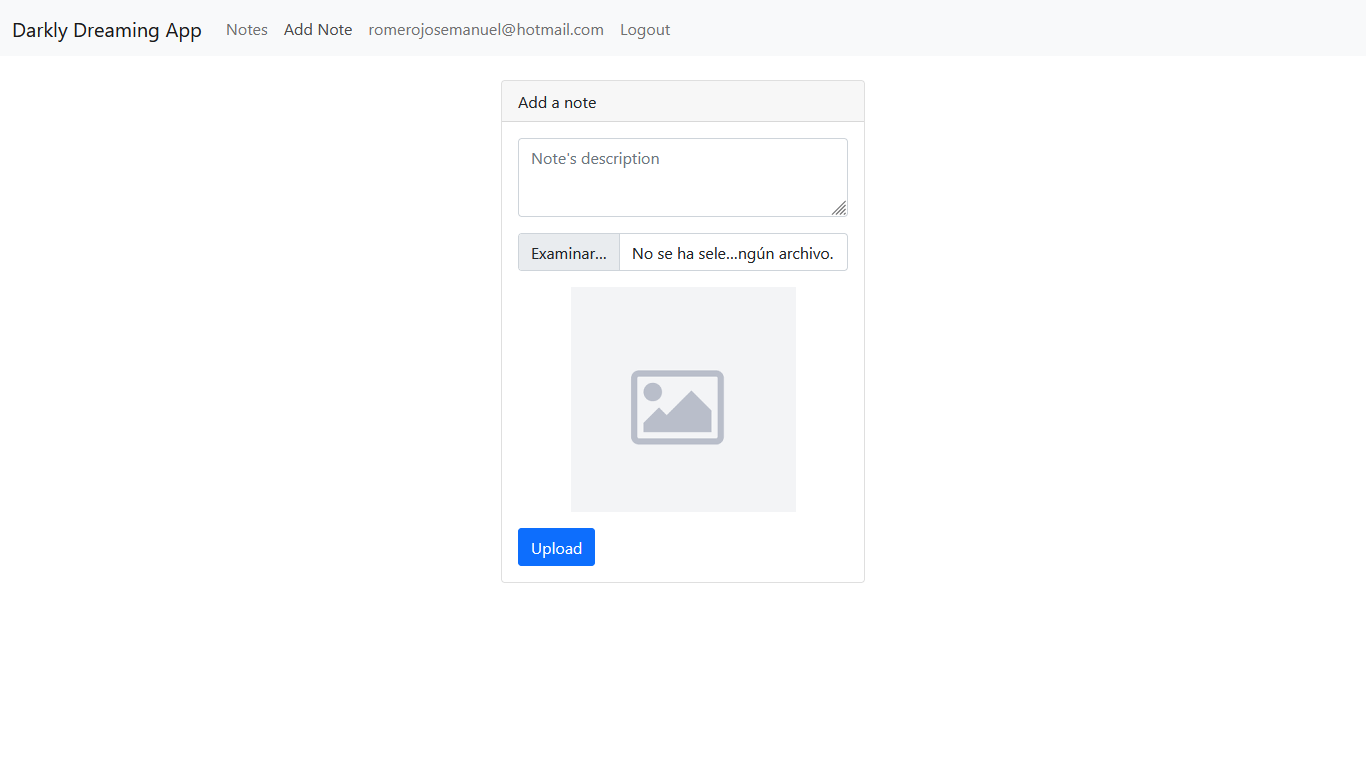 Darkly Dreaming App Notes Add Note romerojosemanuel@hotmail.com Logout
Add a note
Note's description
Examinar... No se ha sele...ngún archivo.
Upload